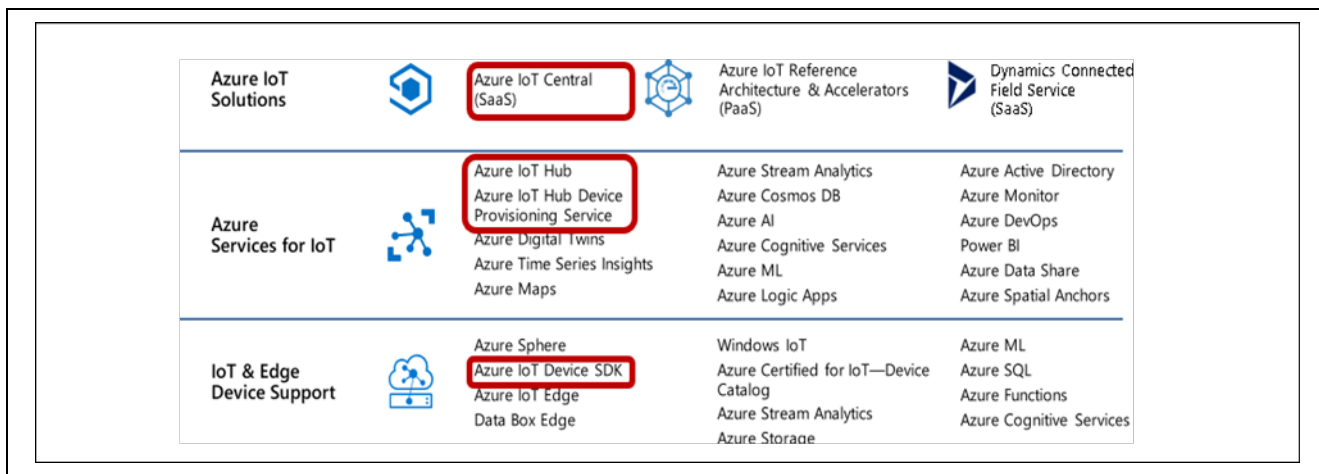 Azure IoT
Solutions
Azure IoT Central
(SaaS)
Azure IoT Reference
Architecture & Accelerators
(PaaS)
Dynamics Connected
Field Service
(SaaS)
Azure
Services for IoT
Azure IoT Hub
Azure IoT Hub Device
Provisioning Service
Azure Digital Twins
Azure Time Series Insights
Azure Maps
Azure Stream Analytics
Azure Cosmos DB
Azure AI
Azure Cognitive Services
Azure ML
Azure Logic Apps
Azure Active Directory
Azure Monitor
Azure DevOps
Power BI
Azure Data Share
Azure Spatial Anchors
IoT & Edge
Device Support
Azure Sphere
Azure IoT Device SDK
Azure IoT Edge
Data Box Edge
Windows IoT
Azure Certified for IoT—Device
Catalog
Azure Stream Analytics
Azure Storage
Azure ML
Azure SQL
Azure Functions
Azure Cognitive Services